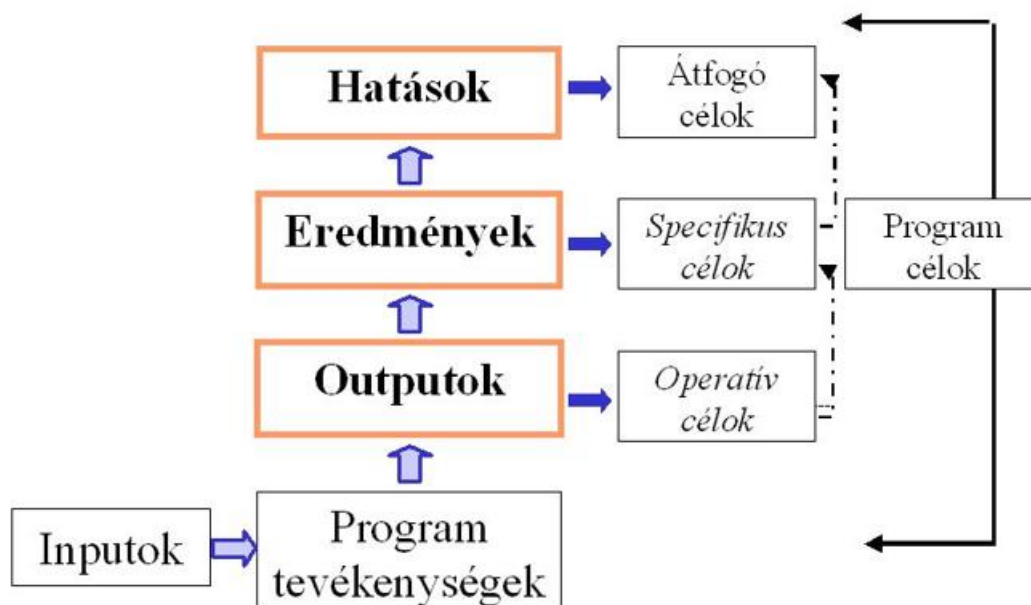 Hatások
Átfogó
célok
Eredmények
Specifikus
célok
Program
célok
Outputok
Operatív
célok
Inputok
Program
tevékenységek